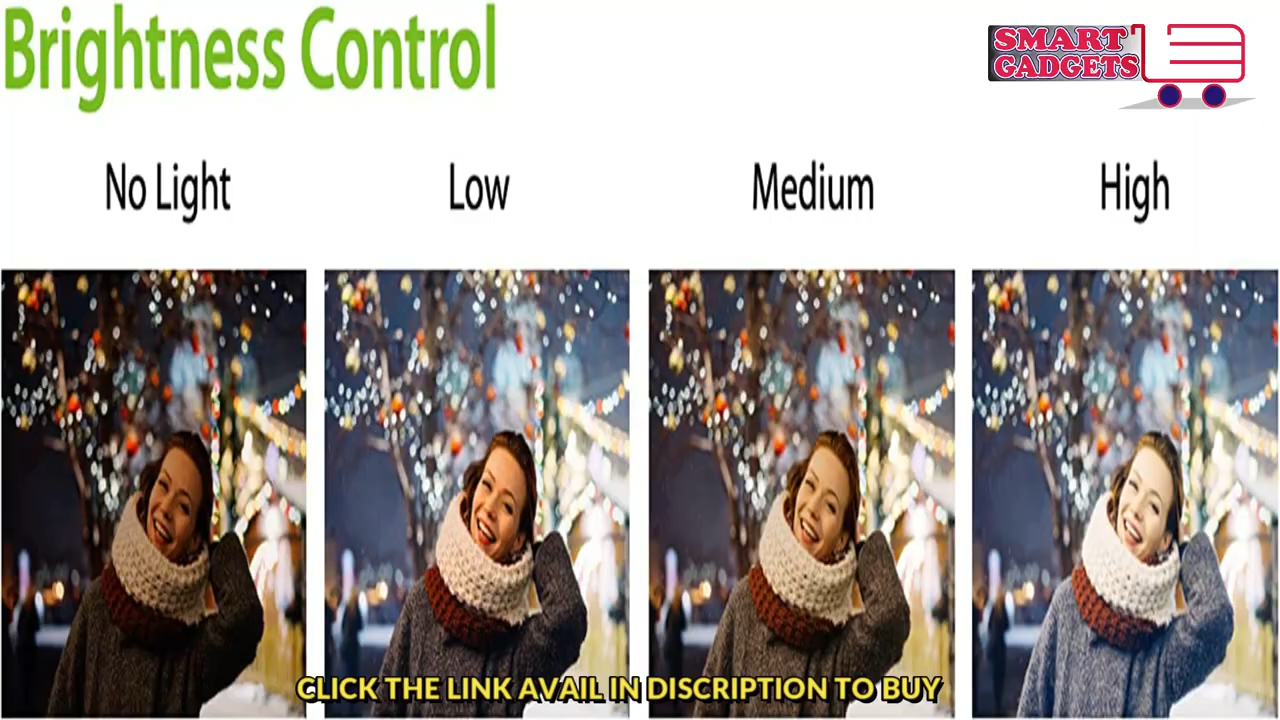 Brightness Control
SMART
GADGETS
No Light
Low
Medium
High
CLICK THE LINK AVAIL IN DISCRIPTION TO BUY